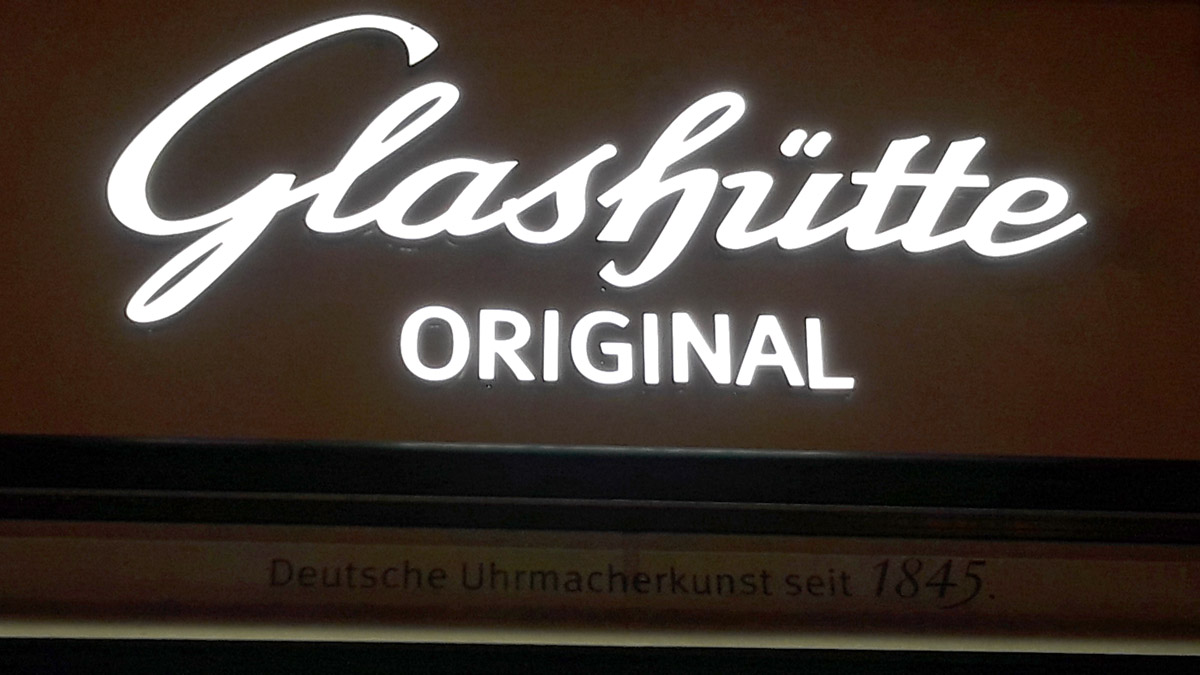 Glashütte
ORIGINAL
Deutsche Uhrmacherkunst seit 1845.